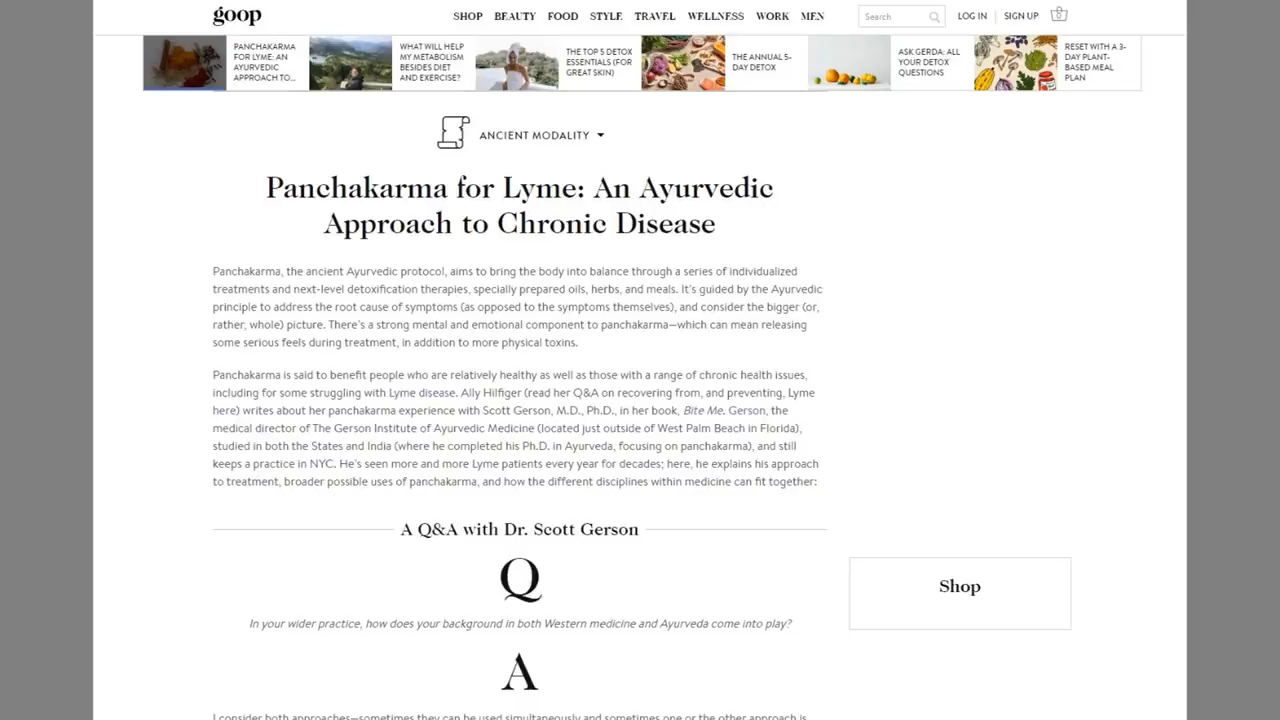 goop
SHOP BEAUTY FOOD STYLE TRAVEL WELLNESS WORK MEN
Search
LOG IN
SIGN UP
0
PANCHAKARMA
FOR LYME: AN
AYURVEDIC
APPROACH TO...
WHAT WILL HELP
MY METABOLISM
BESIDES DIET
AND EXERCISE?
THE TOP 5 DETOX
ESSENTIALS (FOR
GREAT SKIN)
THE ANNUAL 5-
DAY DETOX
ASK GERDA: ALL
YOUR DETOX
QUESTIONS
RESET WITH A 3-
DAY PLANT-
BASED MEAL
PLAN
ANCIENT MODALITY
Panchakarma for Lyme: An Ayurvedic
Approach to Chronic Disease
Panchakarma, the ancient Ayurvedic protocol, aims to bring the body into balance through a series of individualized
treatments and next-level detoxification therapies, specially prepared oils, herbs, and meals. It's guided by the Ayurvedic
principle to address the root cause of symptoms (as opposed to the symptoms themselves), and consider the bigger (or,
rather, whole) picture. There's a strong mental and emotional component to panchakarma—which can mean releasing
some serious feels during treatment, in addition to more physical toxins.
Panchakarma is said to benefit people who are relatively healthy as well as those with a range of chronic health issues,
including for some struggling with Lyme disease. Ally Hilfiger (read her Q&A on recovering from, and preventing, Lyme
here) writes about her panchakarma experience with Scott Gerson, M.D., Ph.D., in her book, Bite Me. Gerson, the
medical director of The Gerson Institute of Ayurvedic Medicine (located just outside of West Palm Beach in Florida),
studied in both the States and India (where he completed his Ph.D. in Ayurveda, focusing on panchakarma), and still
keeps a practice in NYC. He's seen more and more Lyme patients every year for decades; here, he explains his approach
to treatment, broader possible uses of panchakarma, and how the different disciplines within medicine can fit together:
A Q&A with Dr. Scott Gerson
Q
In your wider practice, how does your background in both Western medicine and Ayurveda come into play?
Shop
A
I consider both approaches—sometimes they can be used simultaneously and sometimes one or the other approach is